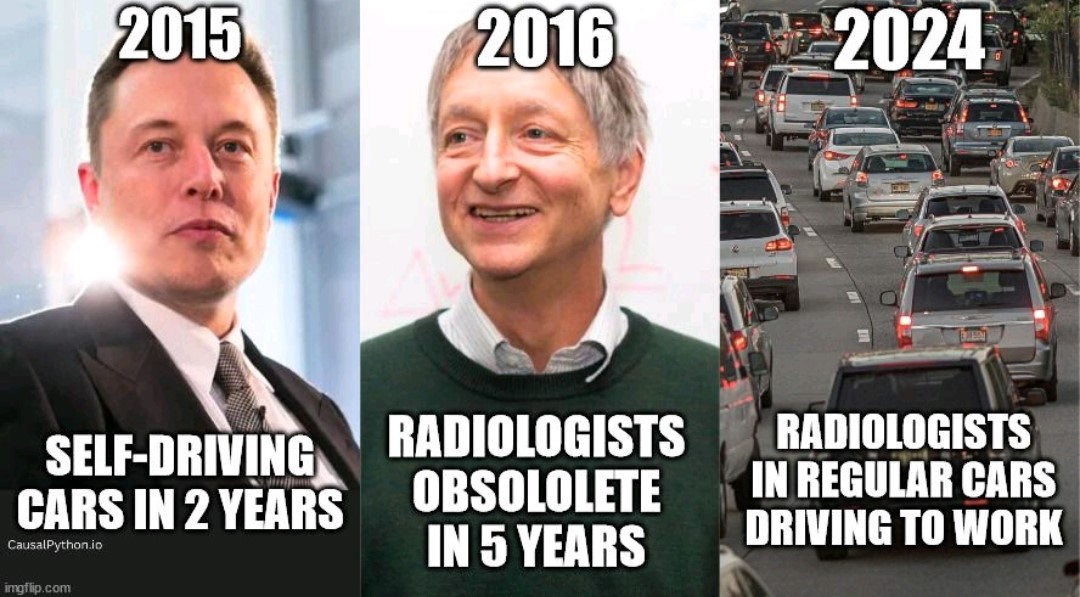 2015
SELF-DRIVING
CARS IN 2 YEARS
CausalPython.io
imgflip.com
2016
RADIOLOGISTS
OBSOLOLETE
IN 5 YEARS
2024
RADIOLOGISTS
IN REGULAR CARS
DRIVING TO WORK